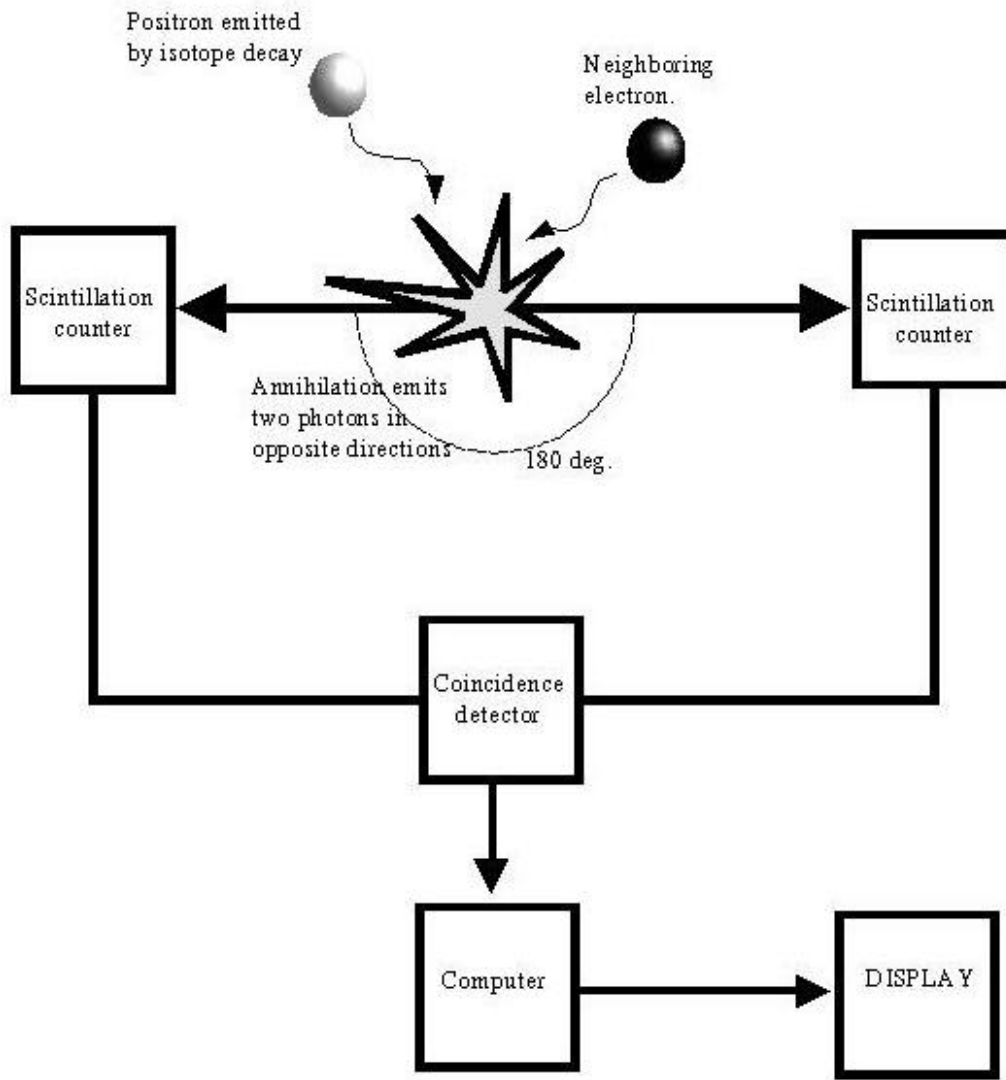 Positron emitted
by isotope decay
Neighboring
electron.
Scintillation
counter
Scintillation
counter
Annihilation emits
two photons in
opposite directions
180 deg.
Coincidence
detector
Computer
DISPLAY